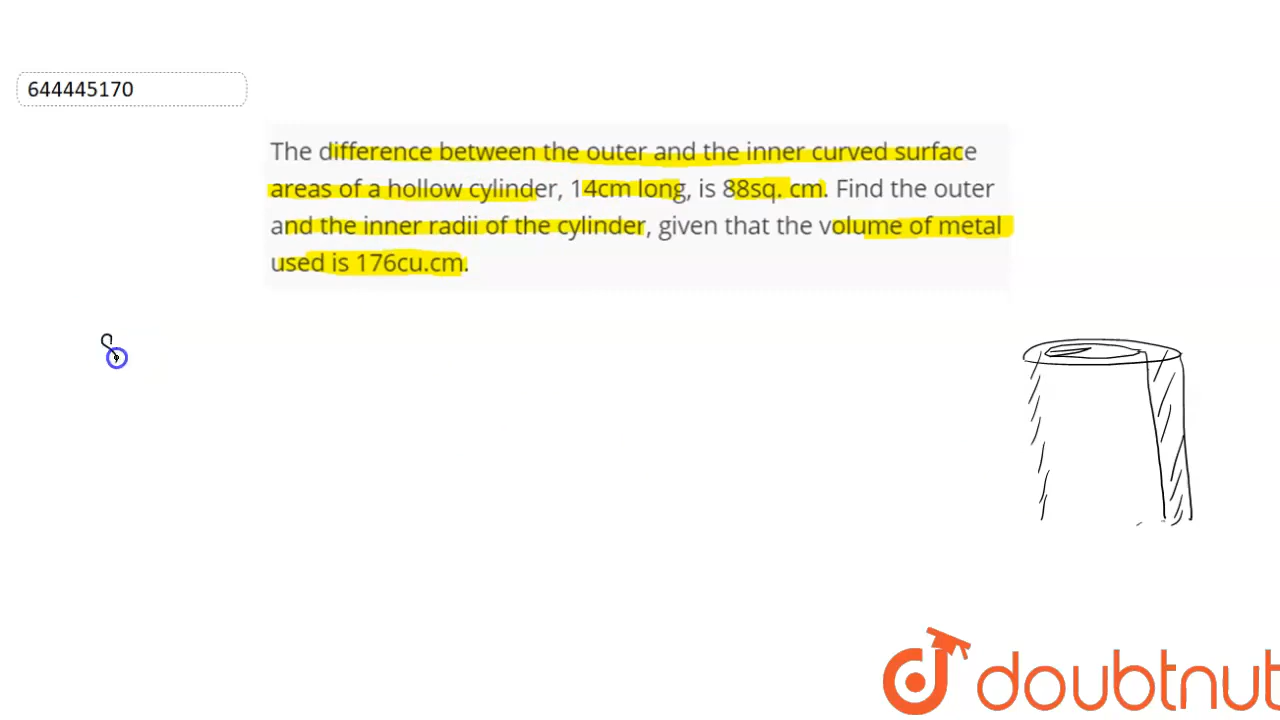 644445170
The difference between the outer and the inner curved surface
areas of a hollow cylinder, 14cm long, is 88sq. cm. Find the outer
and the inner radii of the cylinder, given that the volume of metal
used is 176cu.cm.
doubtnut